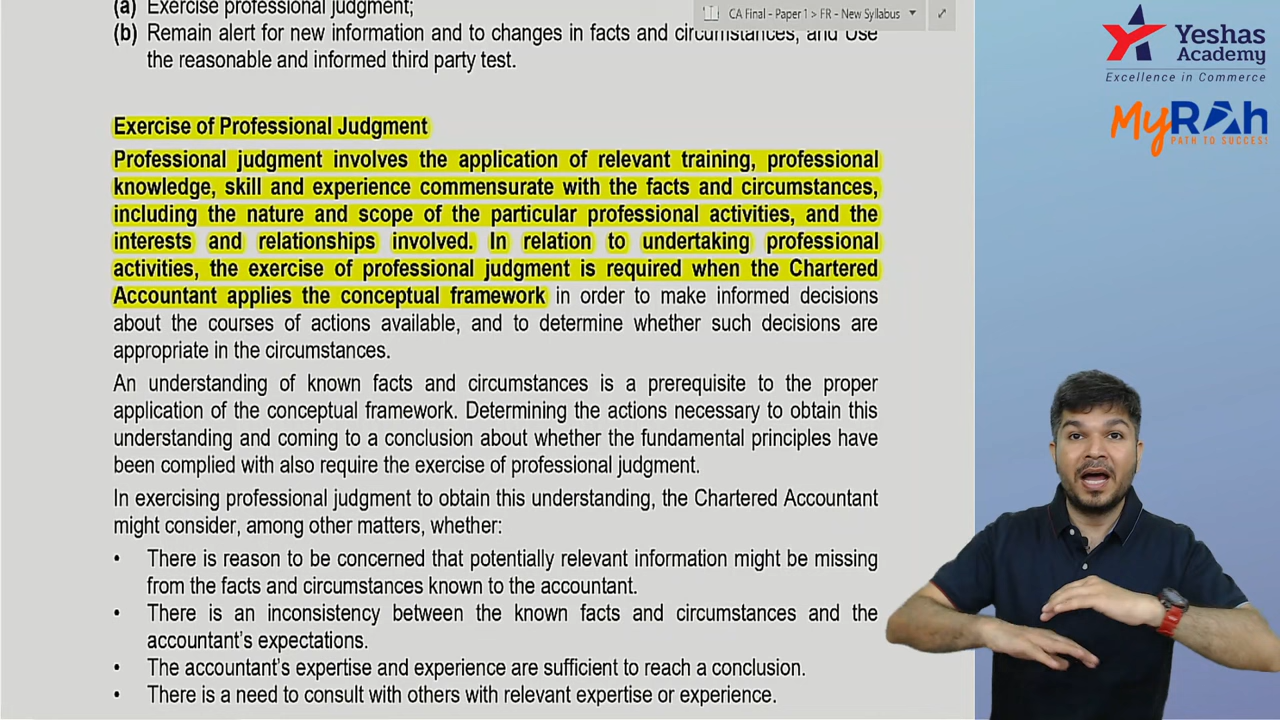 (a) Exercise professional judgment;
CA Final - Paper 1 > FR - New Syllabus
(b) Remain alert for new information and to changes in facts and circumstances; and Use
the reasonable and informed third party test.
Exercise of Professional Judgment
Professional judgment involves the application of relevant training, professional
knowledge, skill and experience commensurate with the facts and circumstances,
including the nature and scope of the particular professional activities, and the
interests and relationships involved. In relation to undertaking professional
activities, the exercise of professional judgment is required when the Chartered
Accountant applies the conceptual framework in order to make informed decisions
about the courses of actions available, and to determine whether such decisions are
appropriate in the circumstances.
An understanding of known facts and circumstances is a prerequisite to the proper
application of the conceptual framework. Determining the actions necessary to obtain this
understanding and coming to a conclusion about whether the fundamental principles have
been complied with also require the exercise of professional judgment.
In exercising professional judgment to obtain this understanding, the Chartered Accountant
might consider, among other matters, whether:
• There is reason to be concerned that potentially relevant information might be missing
from the facts and circumstances known to the accountant.
• There is an inconsistency between the known facts and circumstances and the
accountant's expectations.
• The accountant's expertise and experience are sufficient to reach a conclusion.
• There is a need to consult with others with relevant expertise or experience.
Yeshas
Academy
Excellence in Commerce
MyRAh
PATH TO SUCCESS!